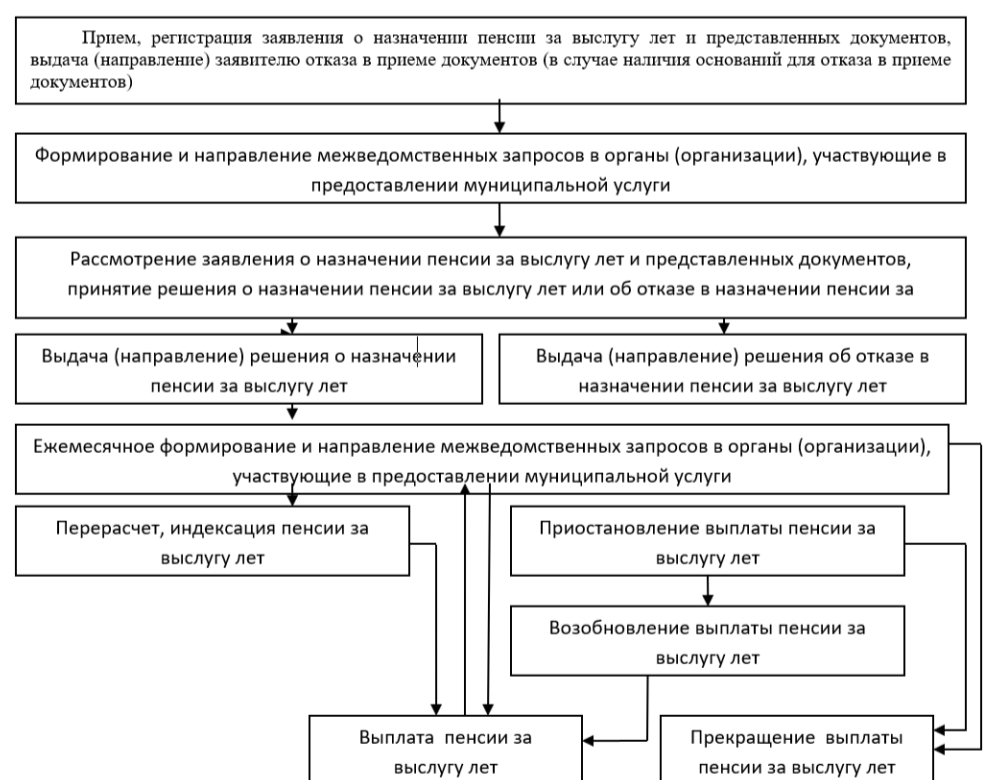 Прием, регистрация заявления о назначении пенсии за выслугу лет и представленных документов,
выдача (направление) заявителю отказа в приеме документов (в случае наличия оснований для отказа в приеме
документов)
Формирование и направление межведомственных запросов в органы (организации), участвующие в
предоставлении муниципальной услуги
Рассмотрение заявления о назначении пенсии за выслугу лет и представленных документов,
принятие решения о назначении пенсии за выслугу лет или об отказе в назначении пенсии за
Выдача (направление) решения о назначении
пенсии за выслугу лет
Выдача (направление) решения об отказе в
назначении пенсии за выслугу лет
Ежемесячное формирование и направление межведомственных запросов в органы (организации),
участвующие в предоставлении муниципальной услуги
Перерасчет, индексация пенсии за
выслугу лет
Приостановление выплаты пенсии за
выслугу лет
Возобновление выплаты пенсии за
выслугу лет
Выплата пенсии за
выслугу лет
Прекращение выплаты
пенсии за выслугу лет